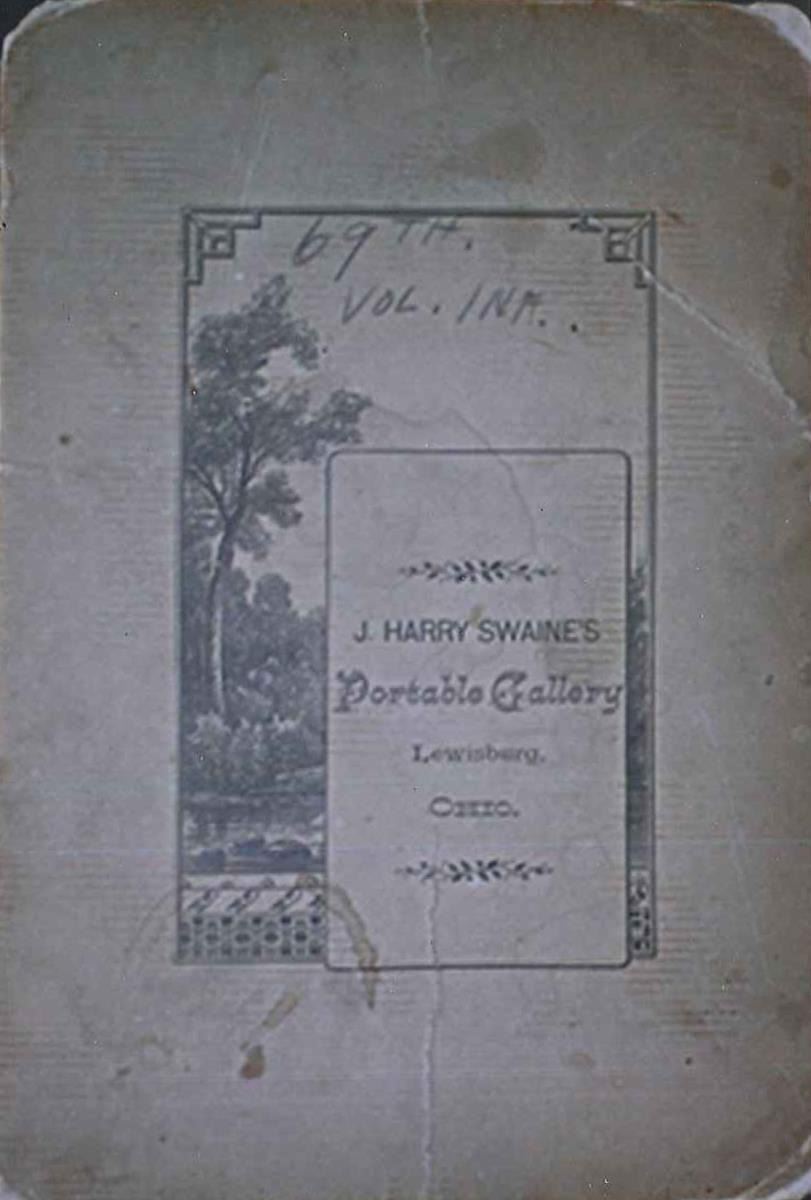 69TH.
VOL. INF.
J. HARRY SWAINE'S
Portable Gallery
Lewisburg,
OHIO.